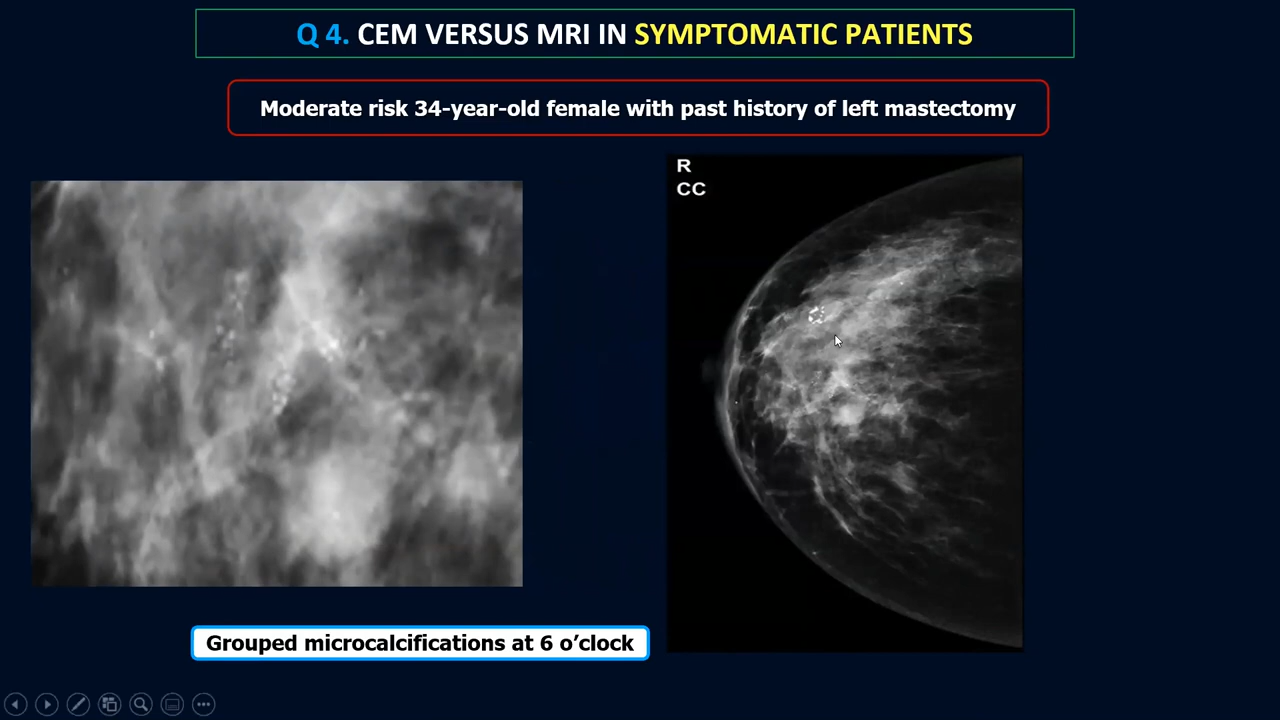 Q 4. CEM VERSUS MRI IN SYMPTOMATIC PATIENTS
Moderate risk 34-year-old female with past history of left mastectomy
R
CC
Grouped microcalcifications at 6 o’clock